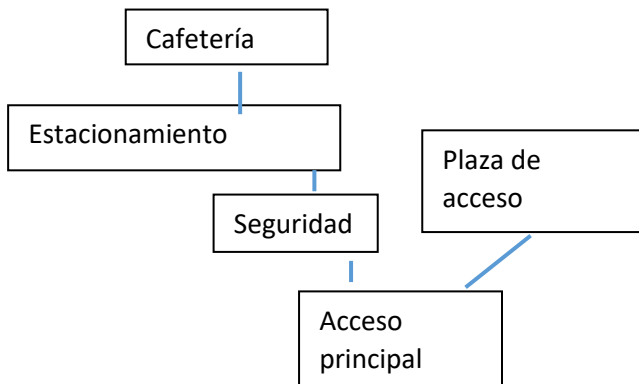 Cafetería
Estacionamiento
Plaza de
acceso
Seguridad
Acceso
principal